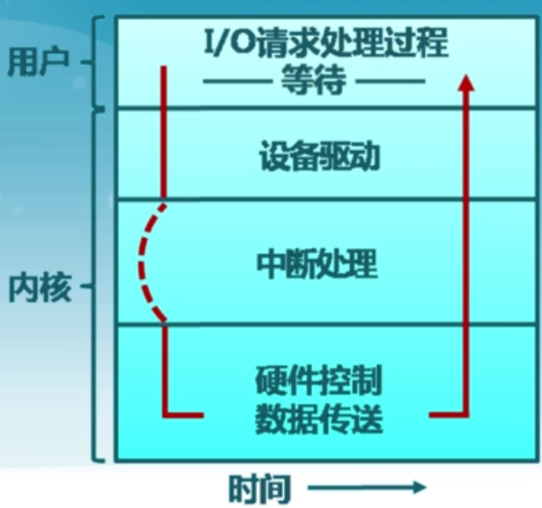 用户
I/O请求处理过程
等待
设备驱动
中断处理
内核
硬件控制
数据传送
时间